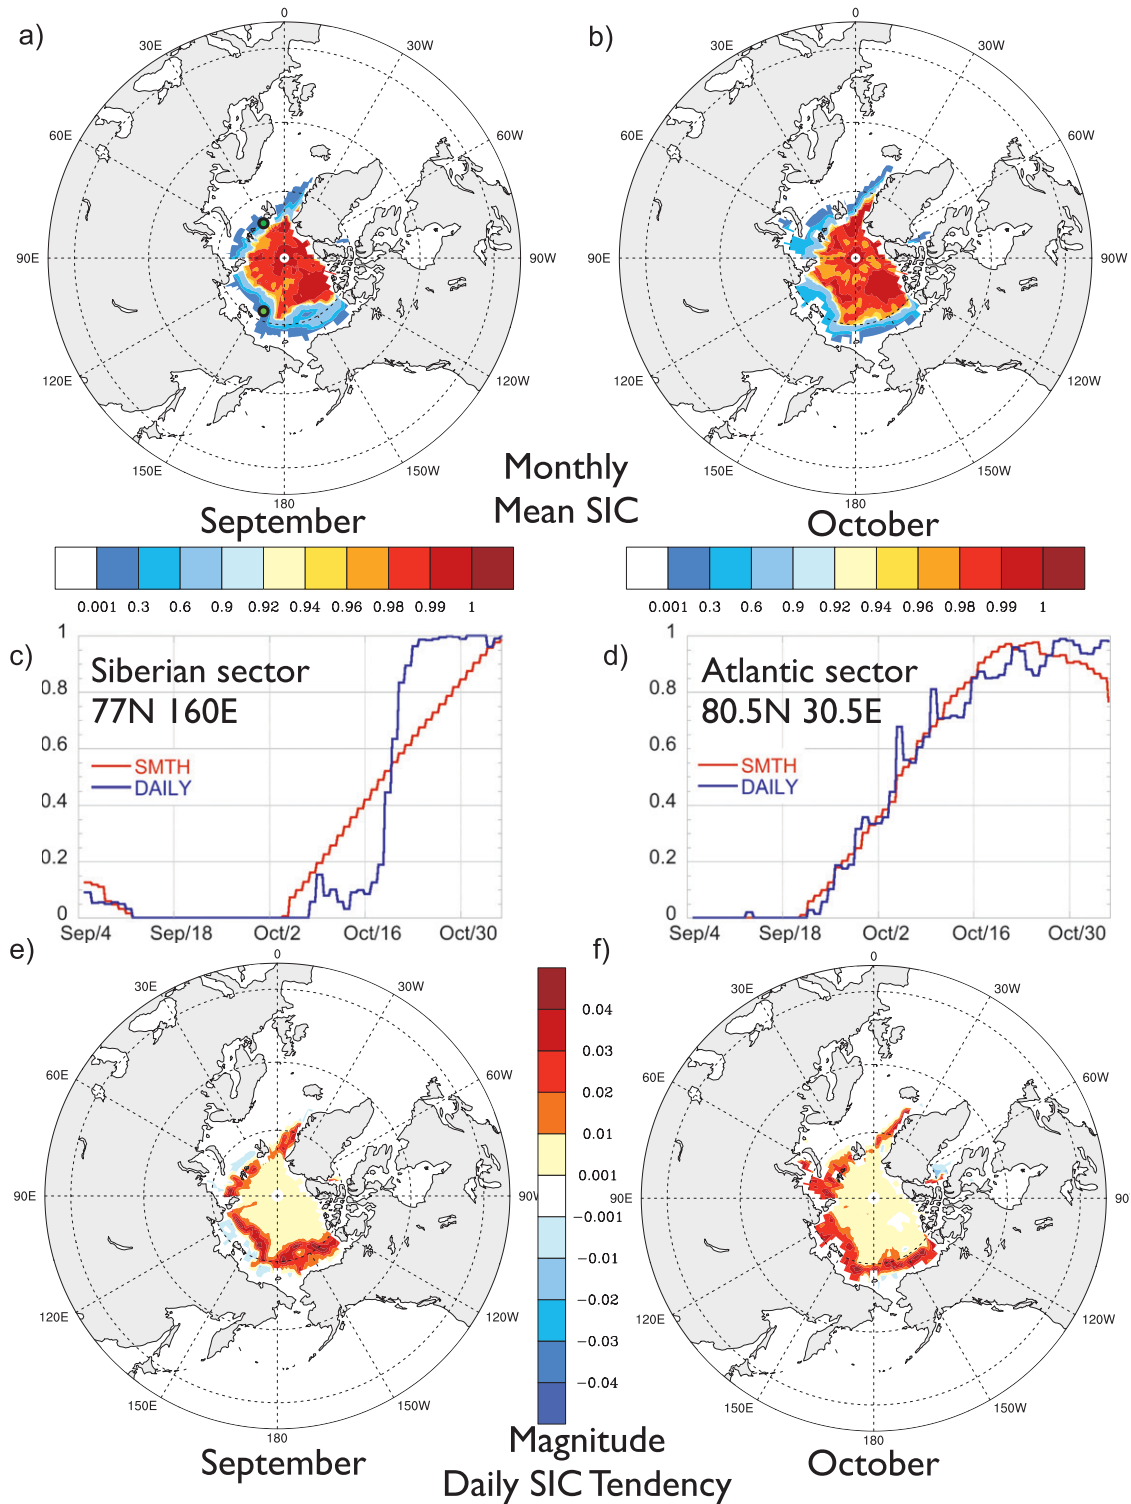 a)
0
30E
30W
60E
60W
90E
90W
120E
120W
150E
150W
180
September
b)
0
30E
30W
60E
60W
90E
90W
120E
120W
150E
150W
180
October
Monthly
Mean SIC
0.001 0.3 0.6 0.9 0.92 0.94 0.96 0.98 0.99 1
0.001 0.3 0.6 0.9 0.92 0.94 0.96 0.98 0.99 1
c)
Siberian sector
77N 160E
SMTH
DAILY
1
0.8
0.6
0.4
0.2
0
Sep/4 Sep/18 Oct/2 Oct/16 Oct/30
d)
Atlantic sector
80.5N 30.5E
SMTH
DAILY
1
0.8
0.6
0.4
0.2
0
Sep/4 Sep/18 Oct/2 Oct/16 Oct/30
e)
0
30E
30W
60E
60W
90E
90W
120E
120W
150E
150W
180
September
0.04
0.03
0.02
0.01
0.001
−0.001
−0.01
−0.02
−0.03
−0.04
f)
0
30E
30W
60E
60W
90E
90W
120E
120W
150E
150W
180
October
Magnitude
Daily SIC Tendency